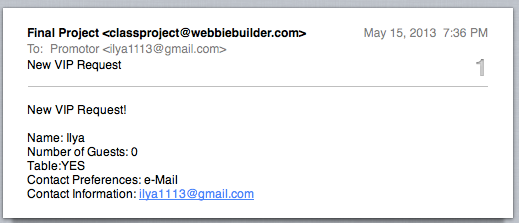 Final Project <classproject@webbiebuilder.com> May 15, 2013 7:36 PM
To: Promotor <ilya1113@gmail.com>
New VIP Request 1
New VIP Request!
Name: Ilya
Number of Guests: 0
Table:YES
Contact Preferences: e-Mail
Contact Information: ilya1113@gmail.com